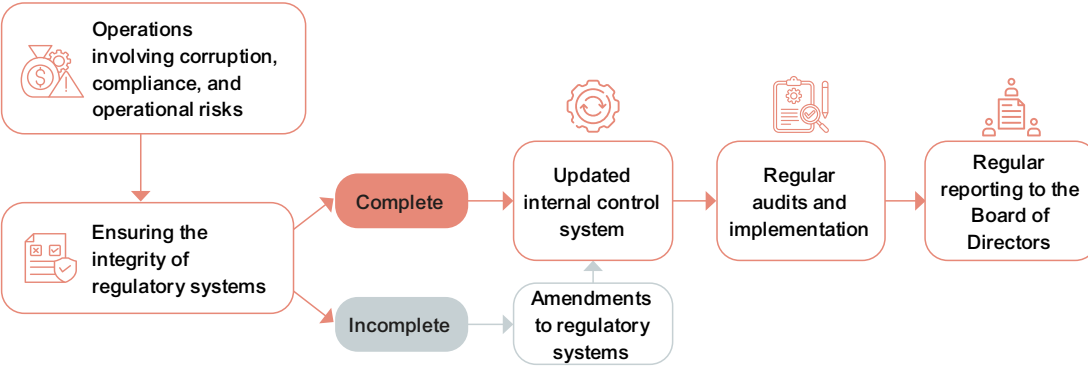 Operations
involving corruption,
compliance, and
operational risks
$
Ensuring the
integrity of
regulatory systems
Complete
Incomplete
Updated
internal control
system
Amendments
to regulatory
systems
Regular
audits and
implementation
Regular
reporting to the
Board of
Directors